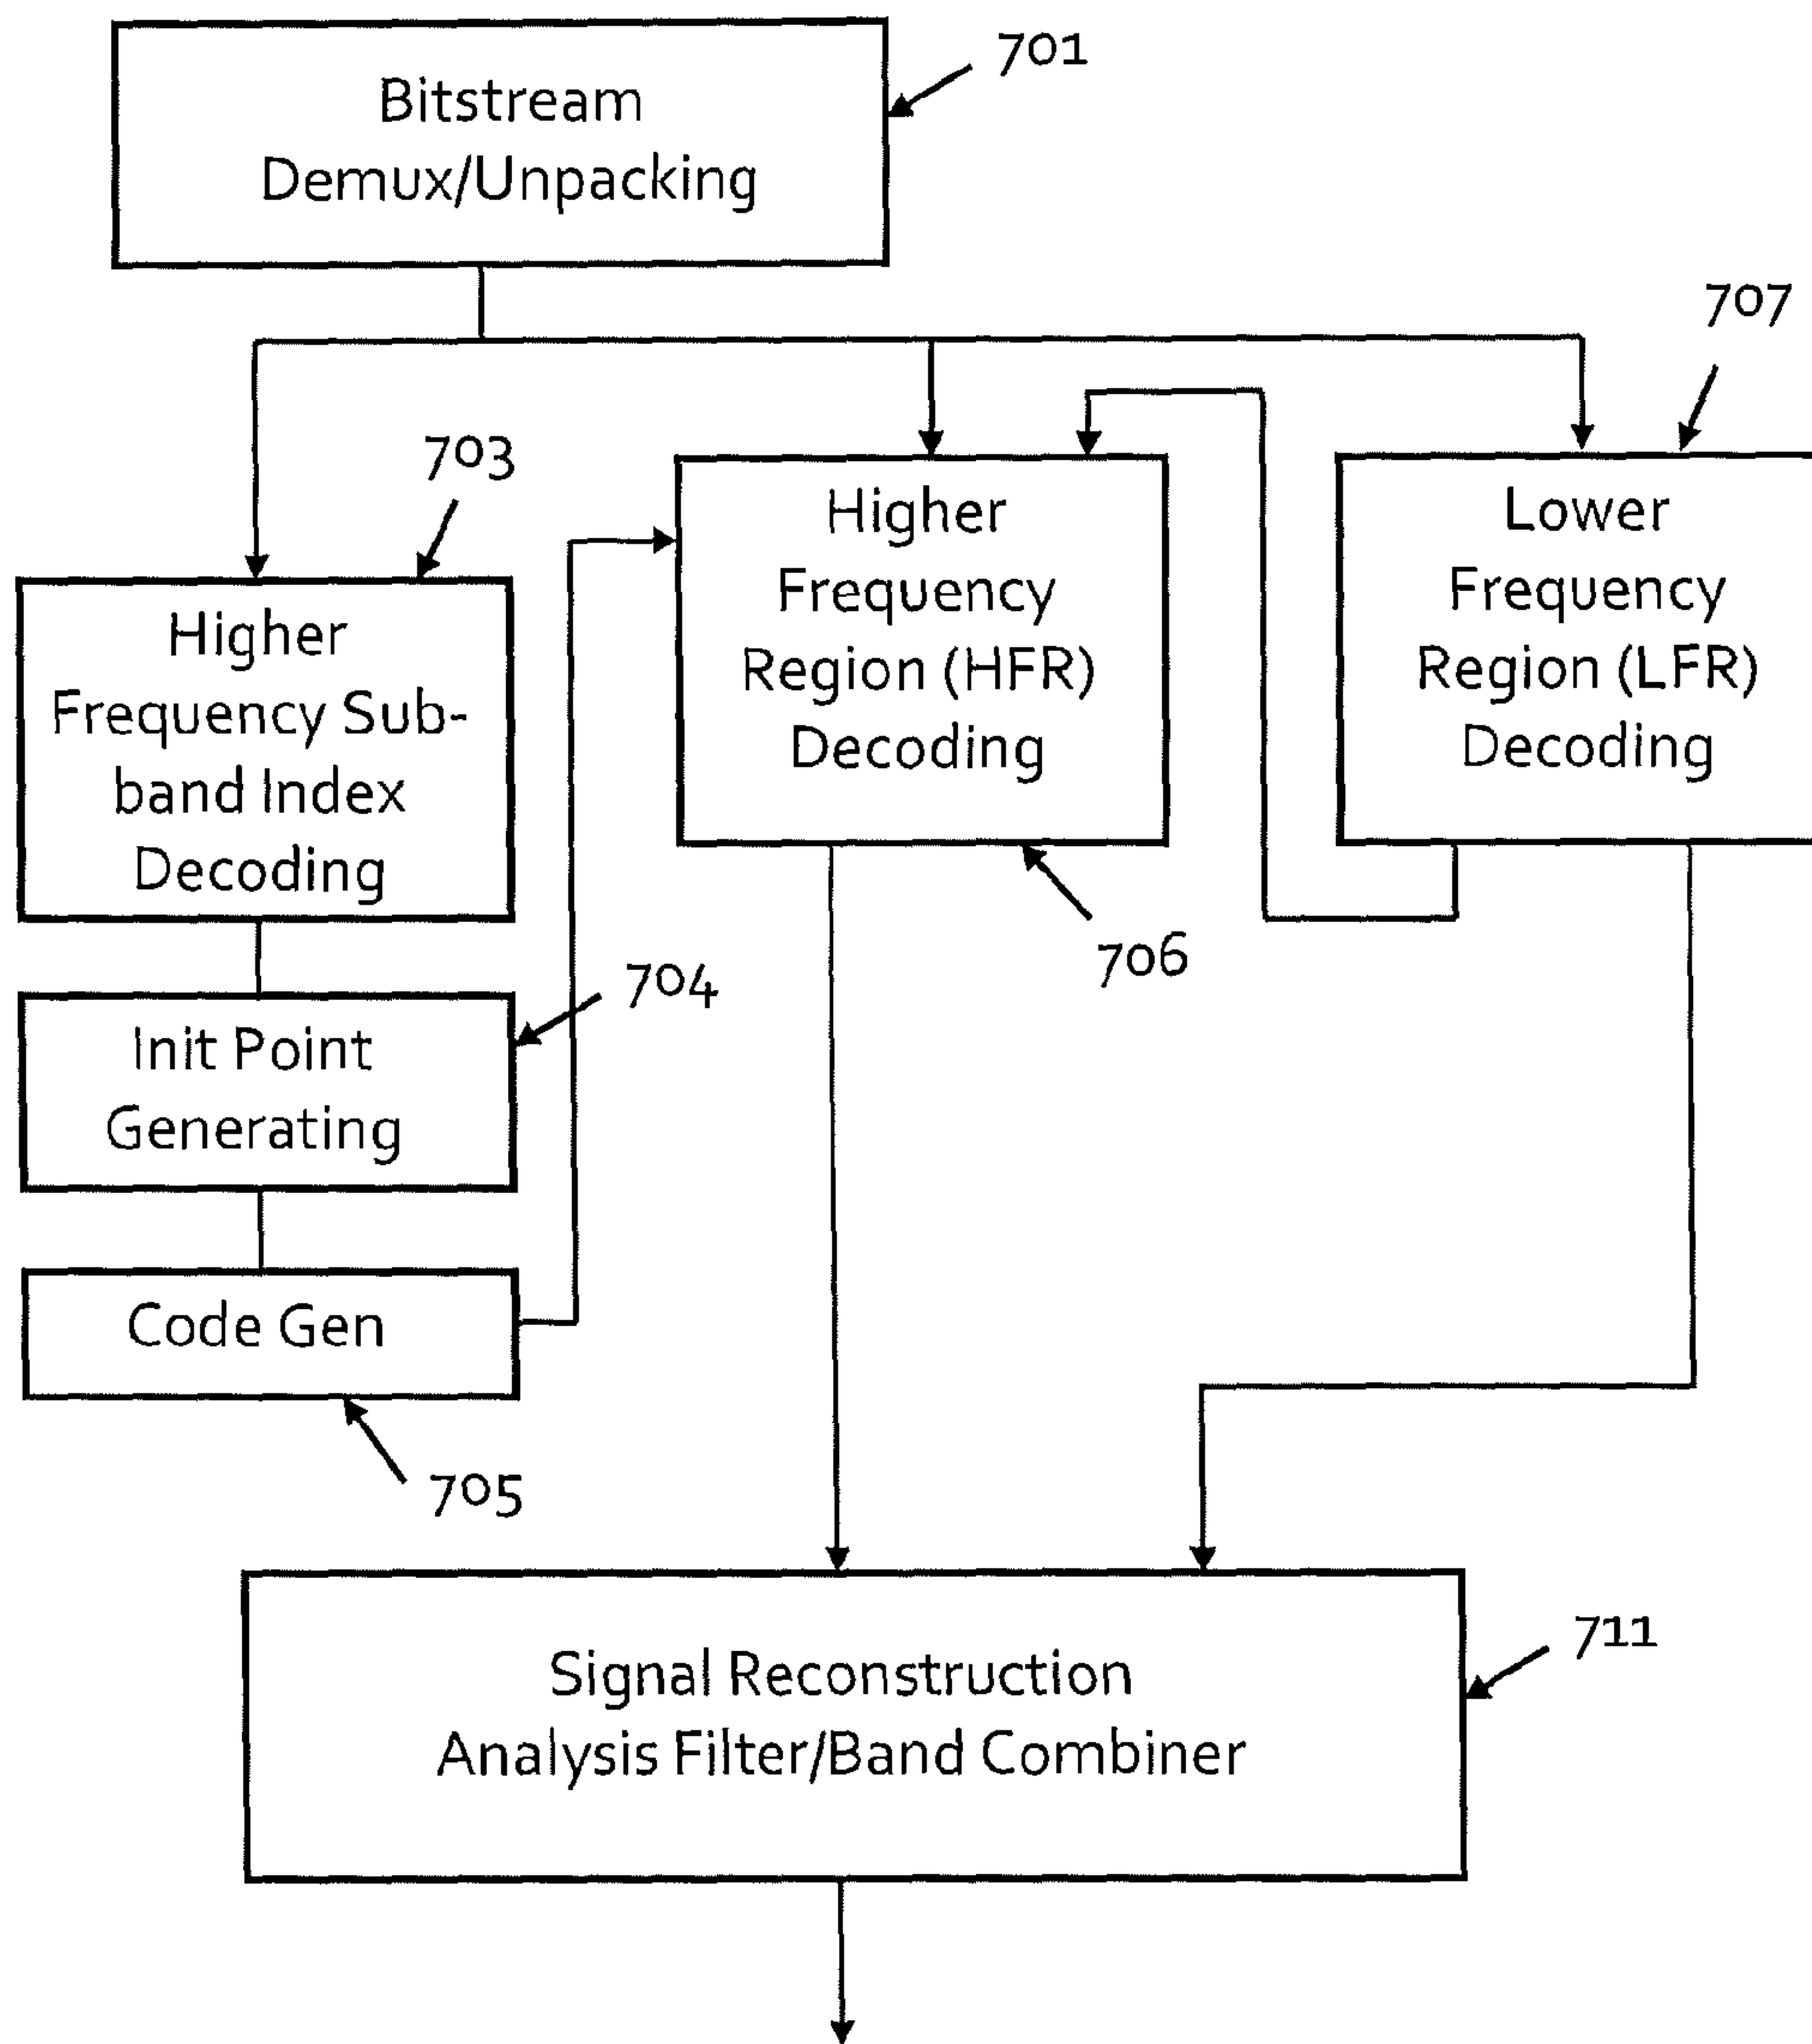 Bitstream
Demux/Unpacking
701
707
703
Higher
Frequency
Region (HFR)
Decoding
Lower
Frequency
Region (LFR)
Decoding
Higher
Frequency Sub-
band Index
Decoding
706
704
Init Point
Generating
Code Gen
705
711
Signal Reconstruction
Analysis Filter/Band Combiner